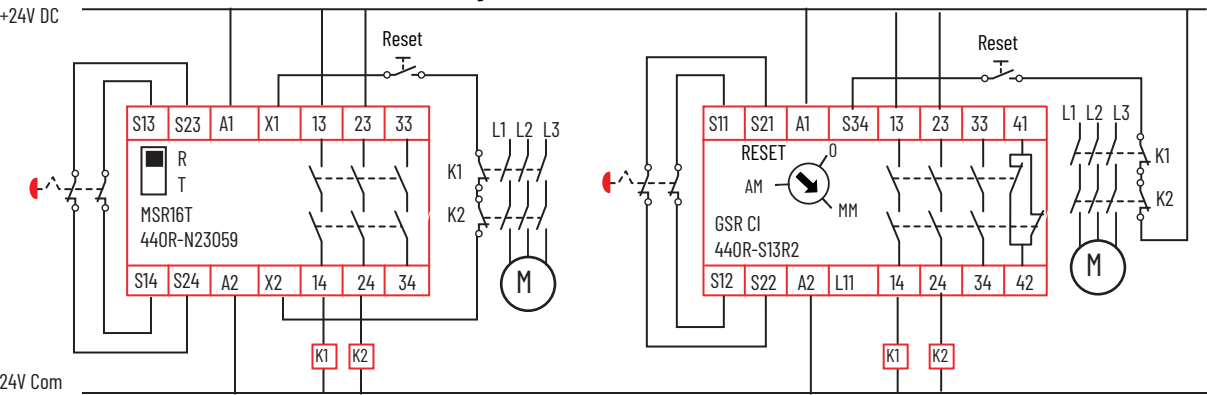 +24V DC
Reset
S13 S23 A1 X1 13 23 33
L1 L2 L3
R
T
K1
K2
MSR16T
440R-N23059
M
S14 S24 A2 X2 14 24 34
K1 K2
Reset
S11 S21 A1 S34 13 23 33 41
L1 L2 L3
RESET 0
AM
MM
K1
K2
GSR CI
440R-S13R2
M
S12 S22 A2 L11 14 24 34 42
K1 K2
24V Com